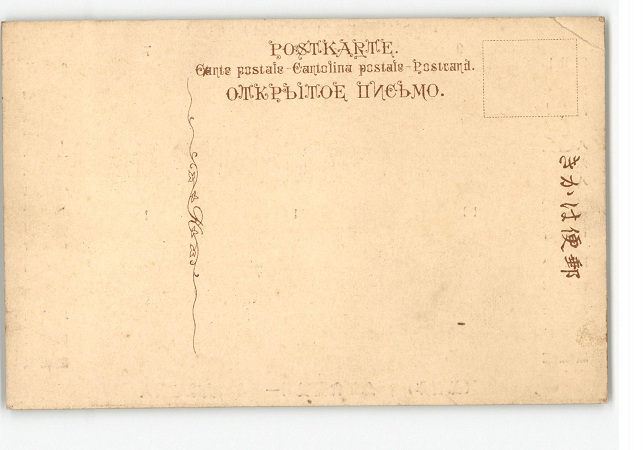 POSTKARTE.
Carte postale-Cartolina postale-Postcard.
ОТКРЫТОЕ ПИСЬМО.
きかは便郵